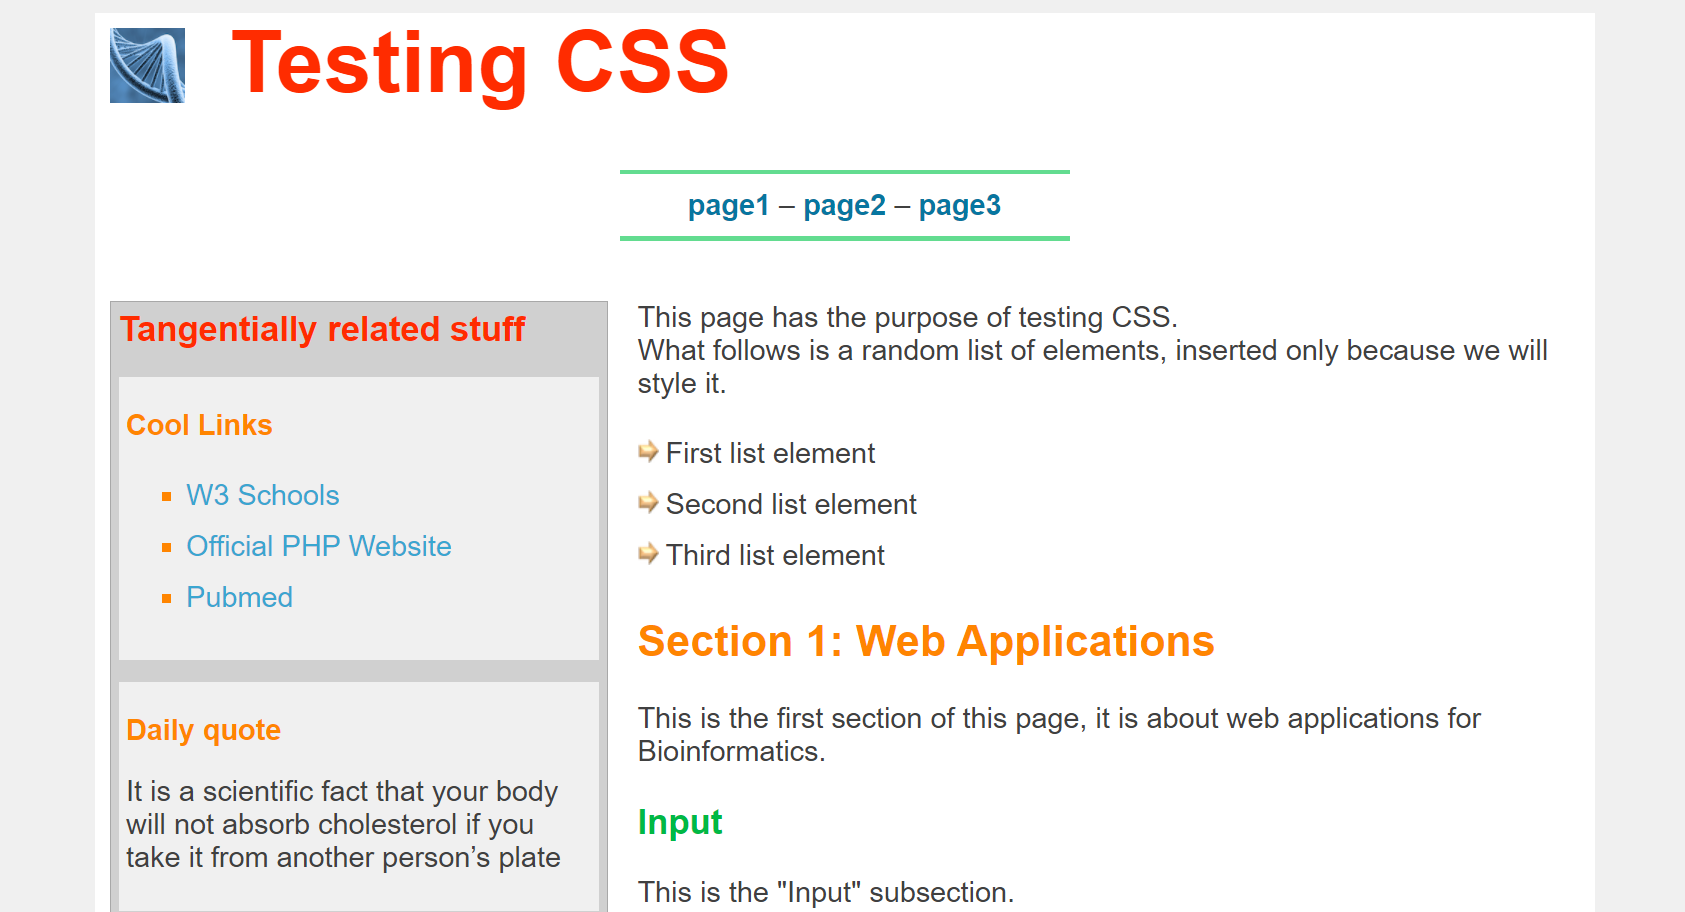 Testing CSS
page1 – page2 – page3
Tangentially related stuff
Cool Links
W3 Schools
Official PHP Website
Pubmed
Daily quote
It is a scientific fact that your body
will not absorb cholesterol if you
take it from another person’s plate
This page has the purpose of testing CSS.
What follows is a random list of elements, inserted only because we will
style it.
First list element
Second list element
Third list element
Section 1: Web Applications
This is the first section of this page, it is about web applications for
Bioinformatics.
Input
This is the "Input" subsection.